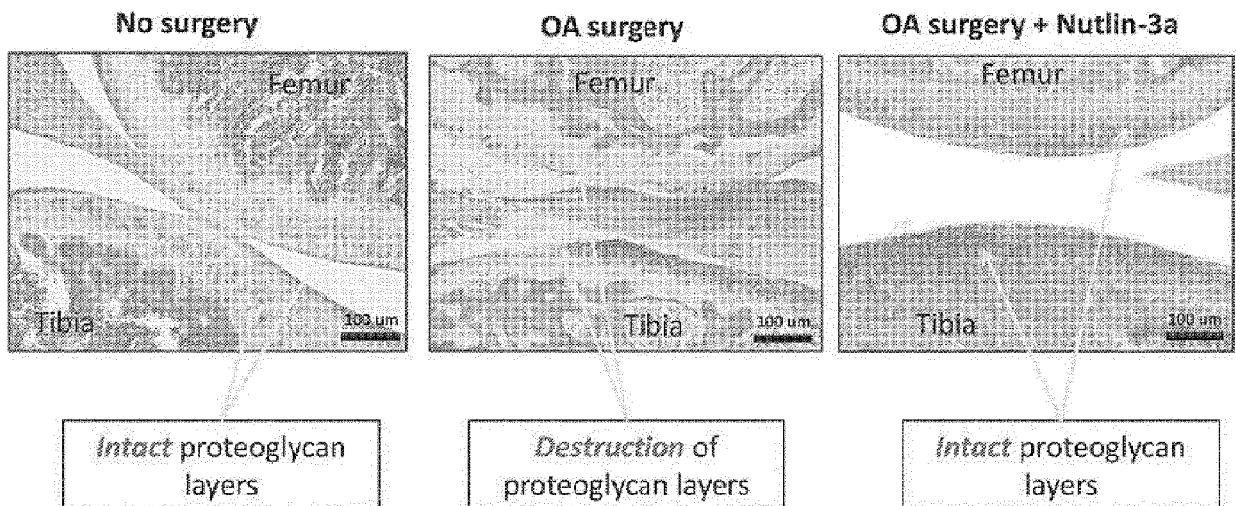 No surgery
OA surgery
OA surgery + Nutlin-3a
Femur
Tibia
100 um
Femur
Tibia
100 um
Femur
Tibia
100 um
Intact proteoglycan
layers
Destruction of
proteoglycan layers
Intact proteoglycan
layers